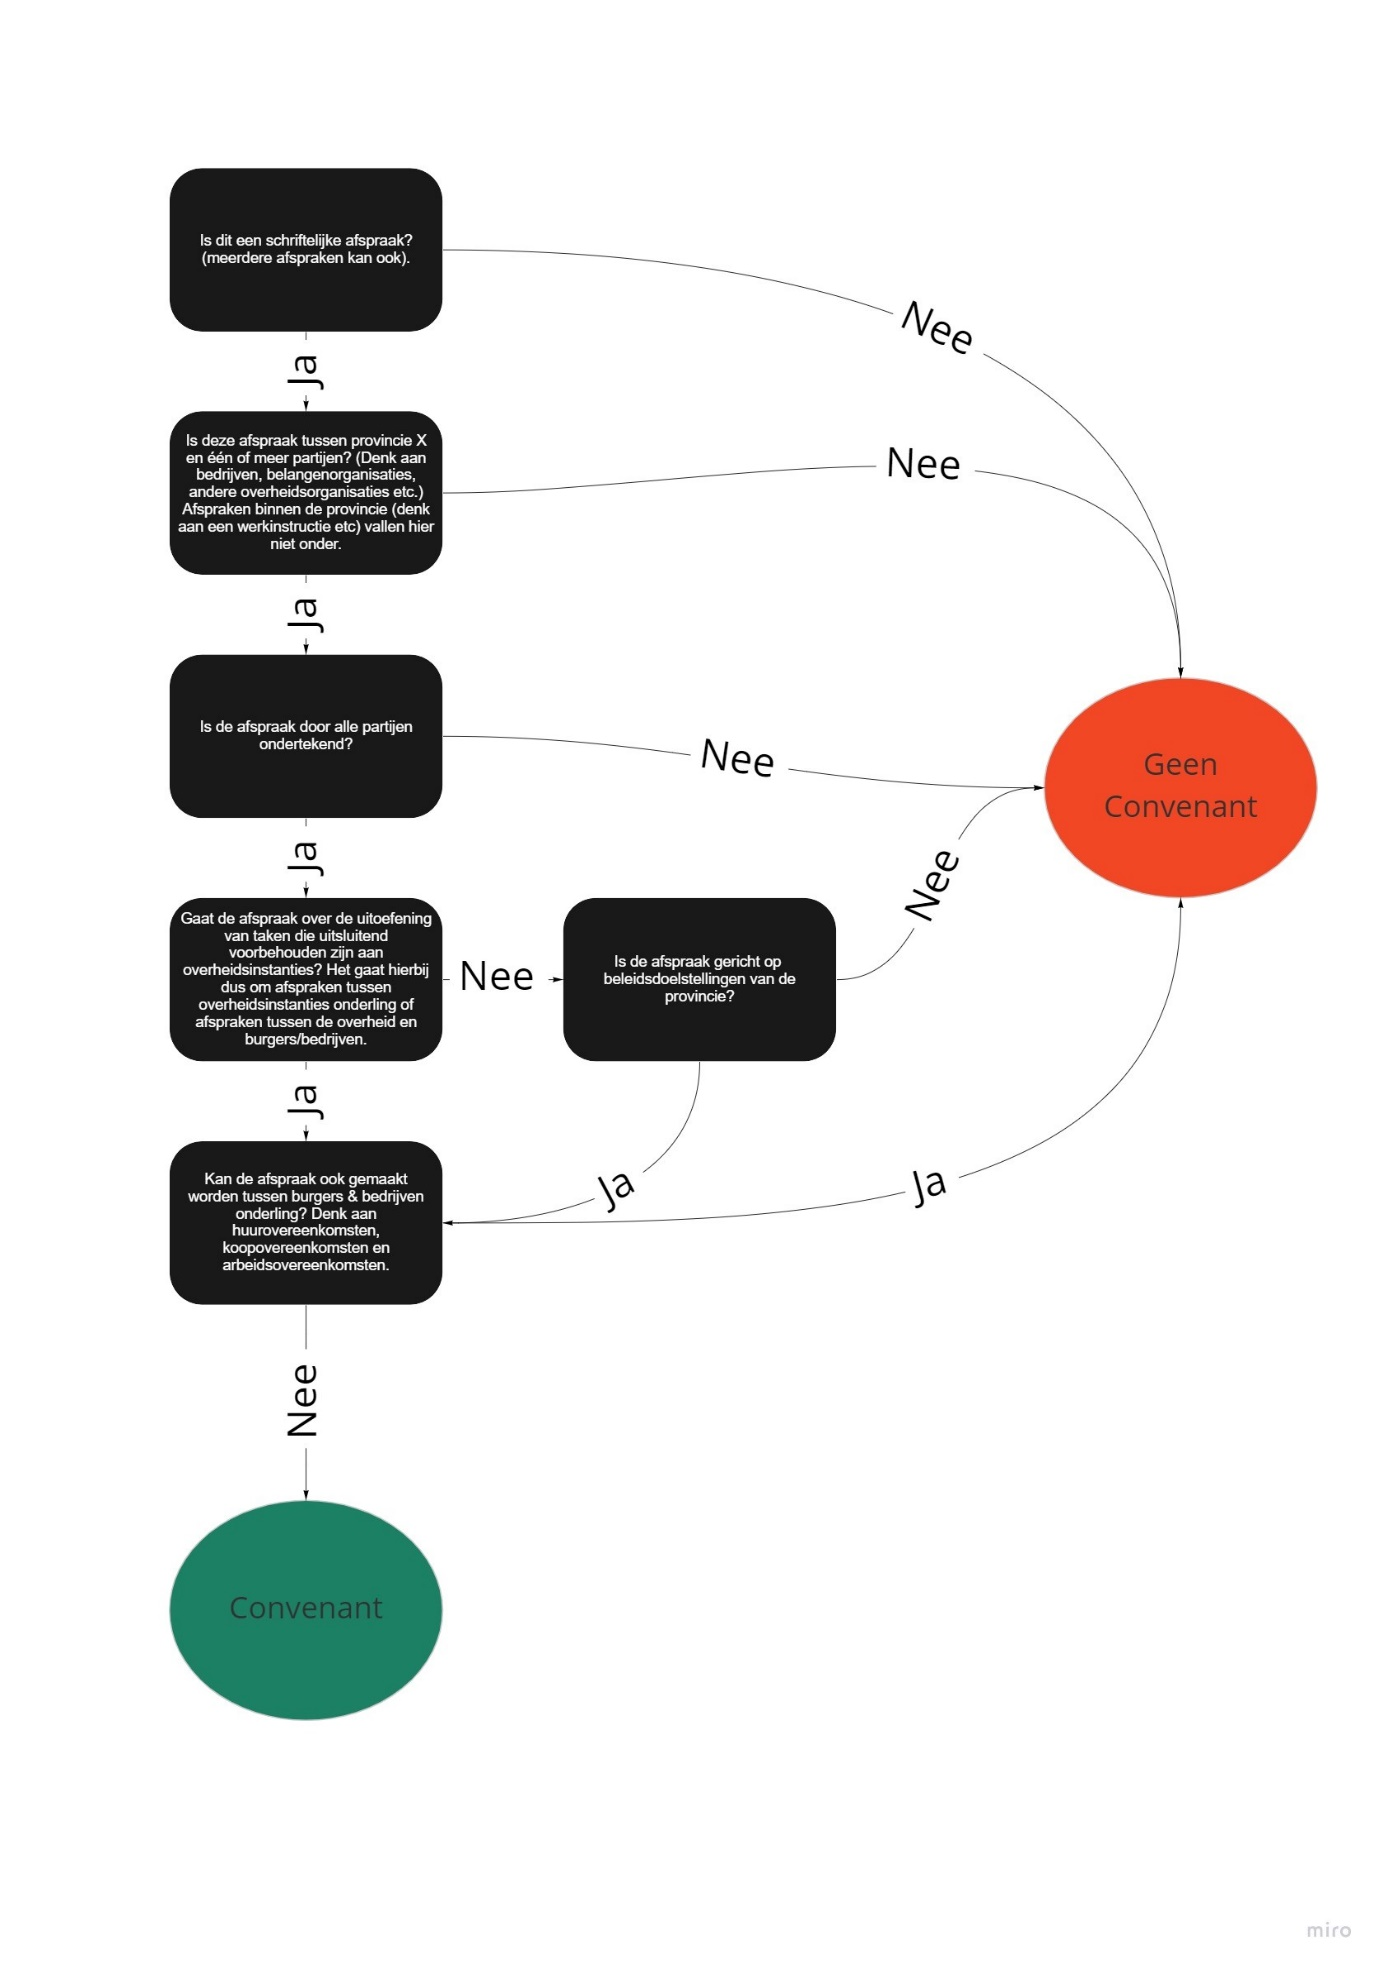 Is dit een schriftelijke afspraak?
(meerdere afspraken kan ook).
Nee
Ja
Is deze afspraak tussen provincie X
en één of meer partijen? (Denk aan
bedrijven, belangenorganisaties,
andere overheidsorganisaties etc.)
Afspraken binnen de provincie (denk
aan een werkinstructie etc) vallen hier
niet onder.
Nee
Ja
Is de afspraak door alle partijen
ondertekend?
Nee
Geen
Convenant
Ja
Gaat de afspraak over de uitoefening
van taken die uitsluitend
voorbehouden zijn aan
overheidsinstanties? Het gaat hierbij
dus om afspraken tussen
overheidsinstanties onderling of
afspraken tussen de overheid en
burgers/bedrijven.
Nee
Is de afspraak gericht op
beleidsdoelstellingen van de
provincie?
Nee
Ja
Ja
Ja
Kan de afspraak ook gemaakt
worden tussen burgers & bedrijven
onderling? Denk aan
huurovereenkomsten,
koopovereenkomsten en
arbeidsovereenkomsten.
Nee
Convenant
miro